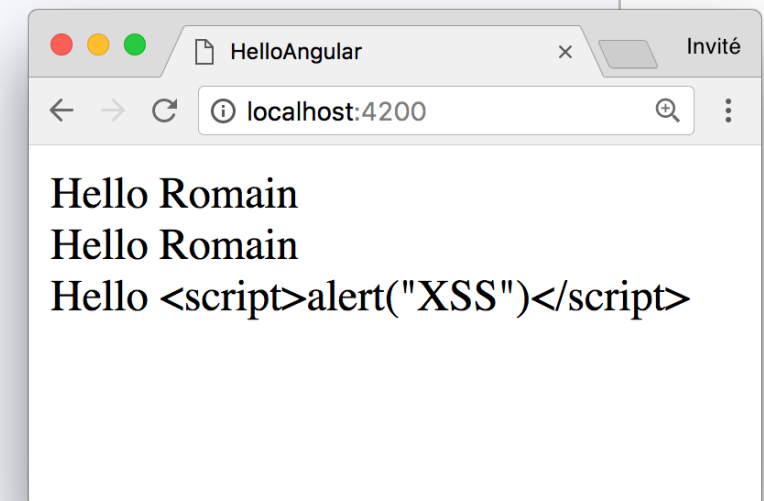 HelloAngular
Invité
localhost:4200
Hello Romain
Hello Romain
Hello <script>alert("XSS")</script>